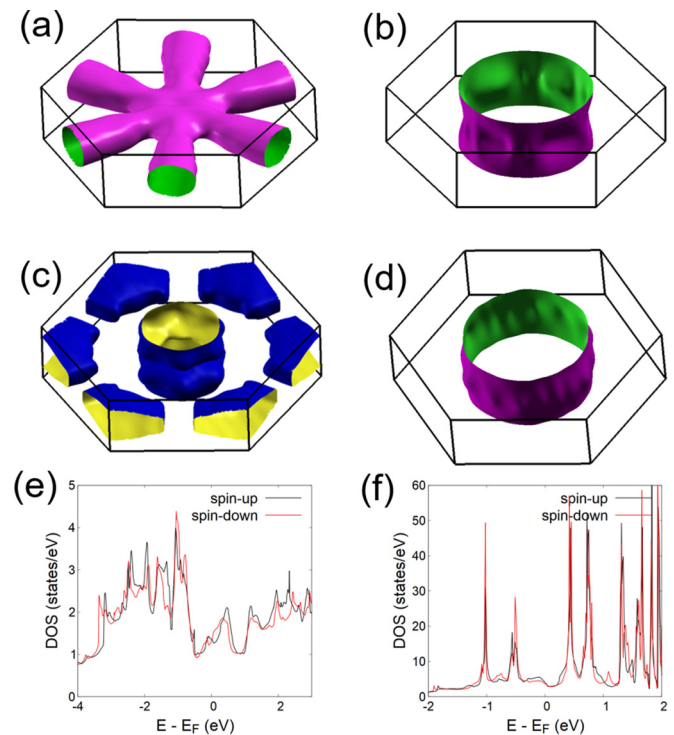 (a)
(b)
(c)
(d)
(e)
5
4
3
2
1
0
DOS (states/eV)
spin-up
spin-down
-4
-2
0
2
E - EF (eV)
(f)
60
50
40
30
20
10
0
DOS (states/eV)
spin-up
spin-down
-2
-1
0
1
2
E - EF (eV)